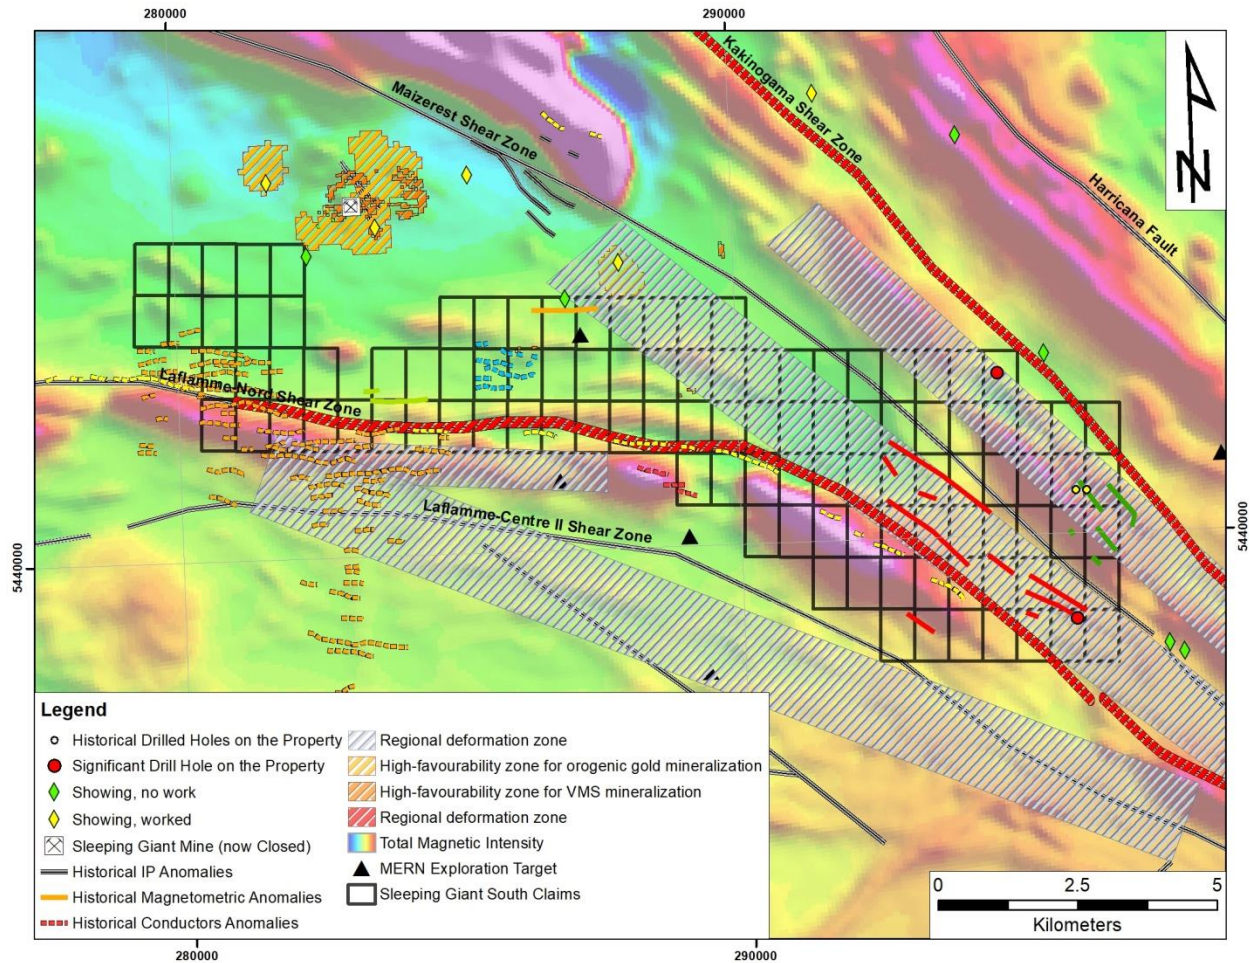 280000
290000
Kakinogama Shear Zone
Maizerest Shear Zone
Harricana Fault
N
Laflamme-Nord Shear Zone
Laflamme-Centre II Shear Zone
5440000
5440000
Legend
Historical Drilled Holes on the Property
Significant Drill Hole on the Property
Showing, no work
Showing, worked
Sleeping Giant Mine (now Closed)
Historical IP Anomalies
Historical Magnetometric Anomalies
Historical Conductors Anomalies
Regional deformation zone
High-favourability zone for orogenic gold mineralization
High-favourability zone for VMS mineralization
Regional deformation zone
Total Magnetic Intensity
MERN Exploration Target
Sleeping Giant South Claims
0 2.5 5
Kilometers
280000
290000